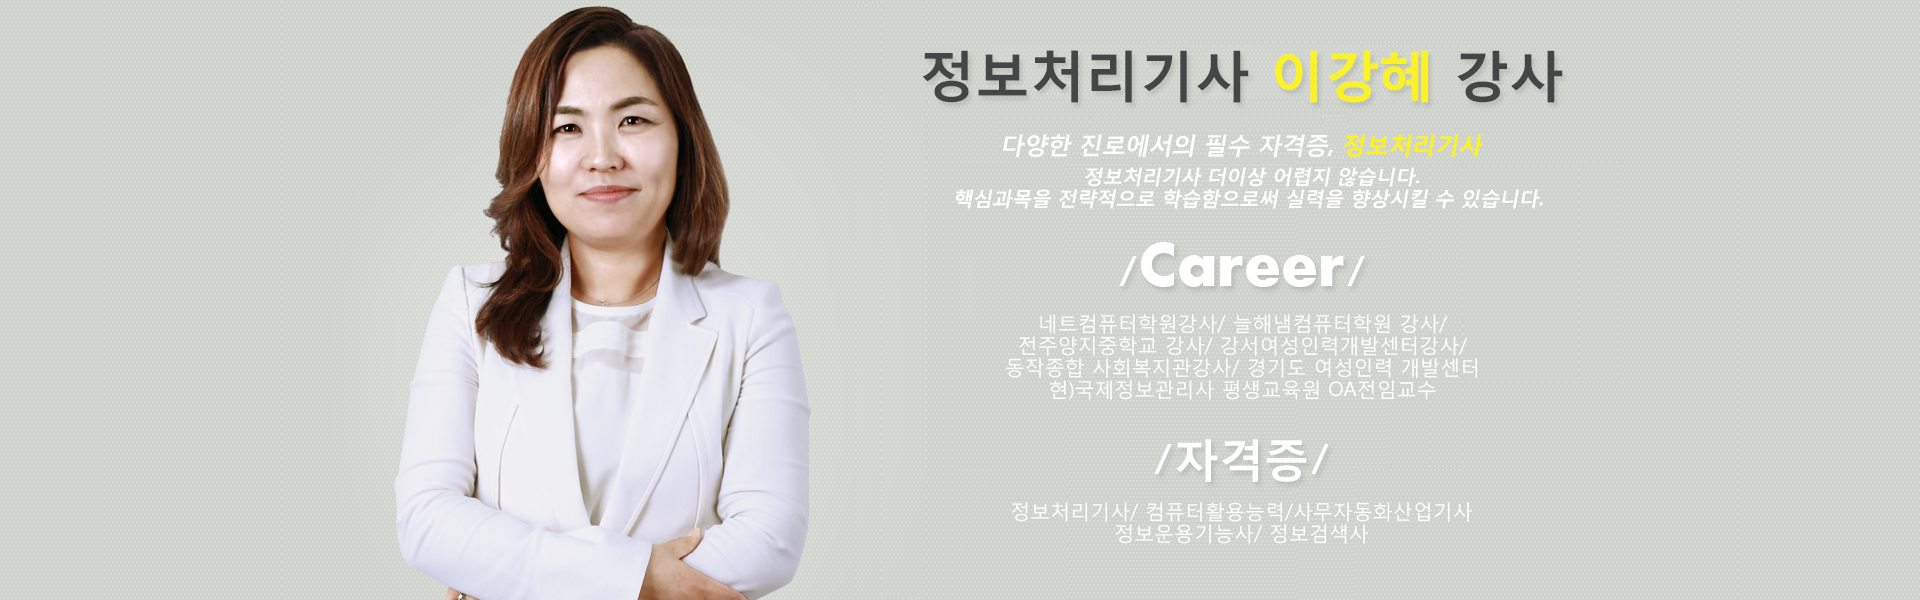 정보처리기사 이강혜 강사
다양한 진로에서의 필수 자격증, 정보처리기사
정보처리기사 더이상 어렵지 않습니다.
핵심과목을 전략적으로 학습함으로써 실력을 향상시킬 수 있습니다.
/Career/
네트컴퓨터학원강사/ 늘해냄컴퓨터학원 강사/
전주양지중학교 강사/ 강서여성인력개발센터강사/
동작종합 사회복지관강사/ 경기도 여성인력 개발센터
현)국제정보관리사 평생교육원 OA전임교수
/자격증/
정보처리기사/ 컴퓨터활용능력/사무자동화산업기사
정보운용기능사/ 정보검색사